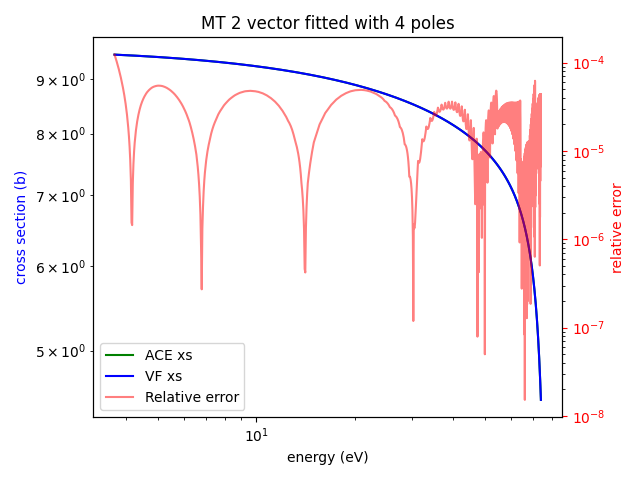 MT 2 vector fitted with 4 poles
9 × 10⁰
8 × 10⁰
7 × 10⁰
6 × 10⁰
5 × 10⁰
cross section (b)
10⁻⁴
10⁻⁵
10⁻⁶
10⁻⁷
10⁻⁸
relative error
ACE xs
VF xs
Relative error
10¹
energy (eV)